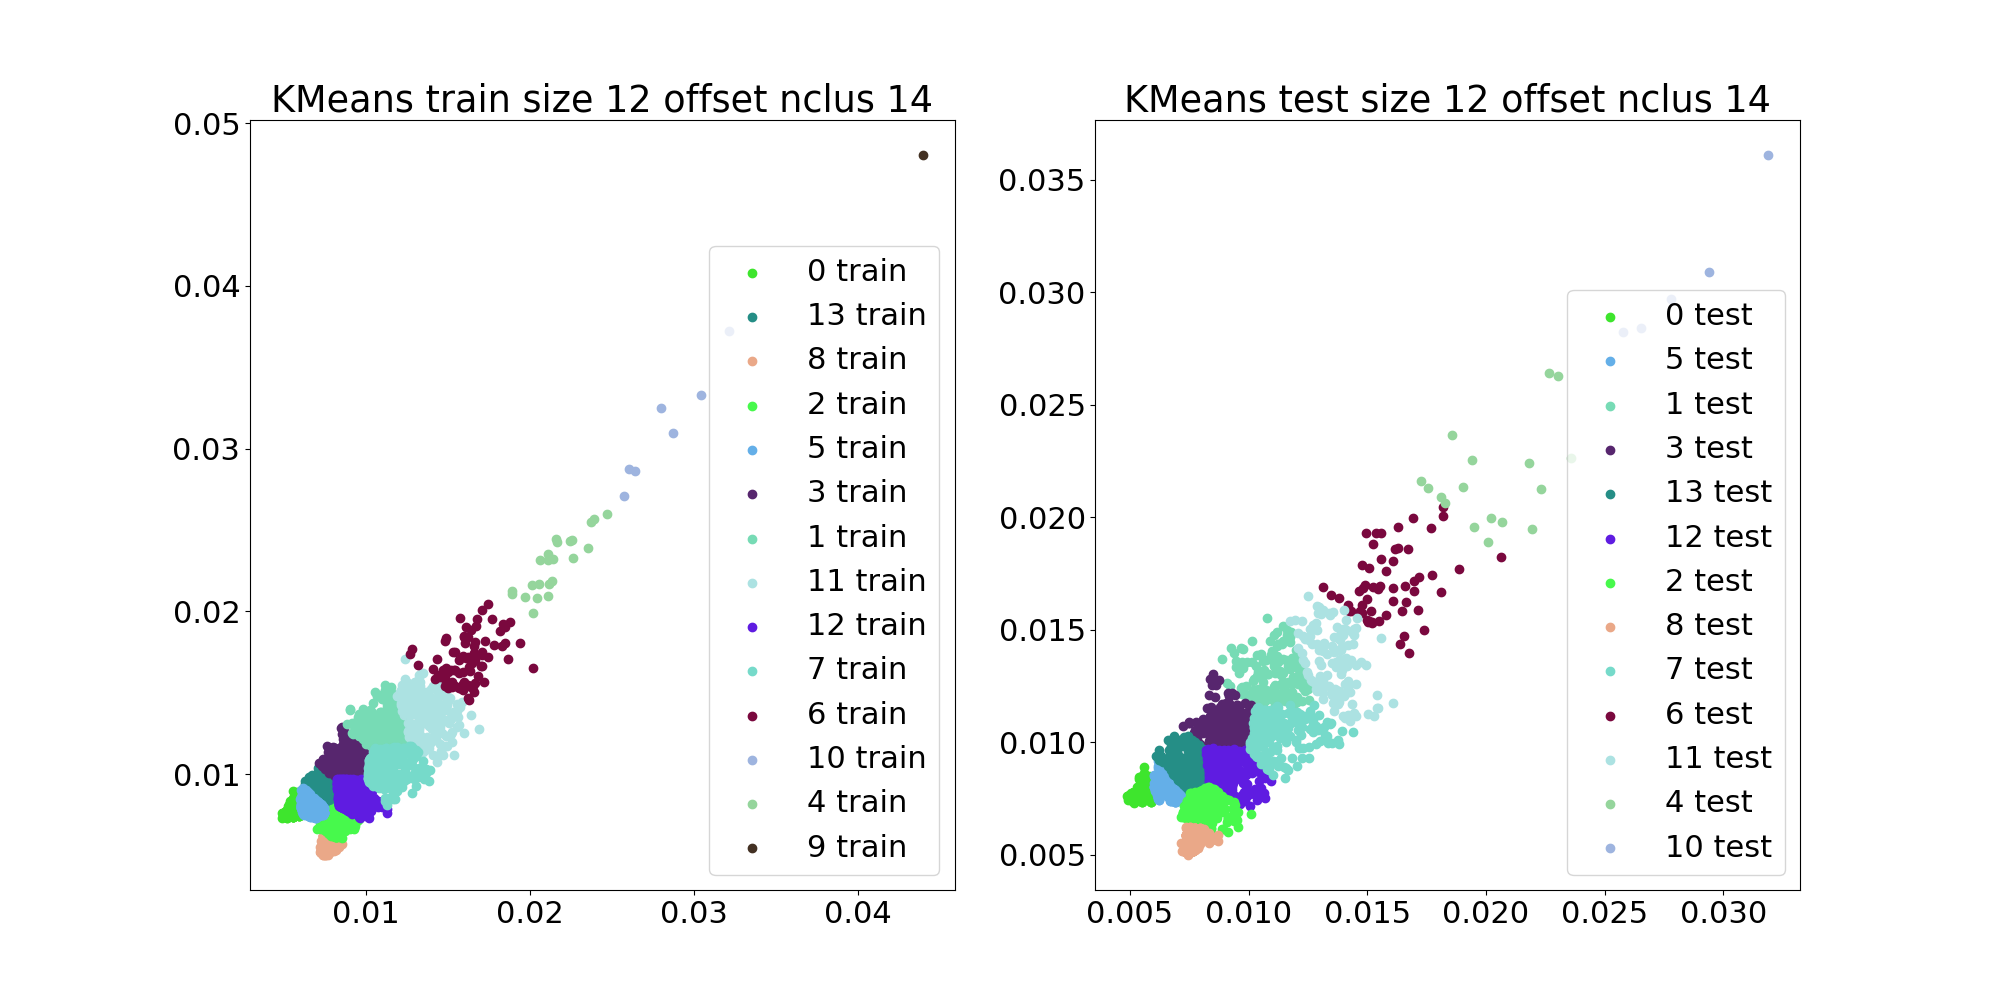 KMeans train size 12 offset nclus 14
0.05
0.04
0.03
0.02
0.01
0.01
0.02
0.03
0.04
0 train
13 train
8 train
2 train
5 train
3 train
1 train
11 train
12 train
7 train
6 train
10 train
4 train
9 train
KMeans test size 12 offset nclus 14
0.035
0.030
0.025
0.020
0.015
0.010
0.005
0.005
0.010
0.015
0.020
0.025
0.030
0 test
5 test
1 test
3 test
13 test
12 test
2 test
8 test
7 test
6 test
11 test
4 test
10 test